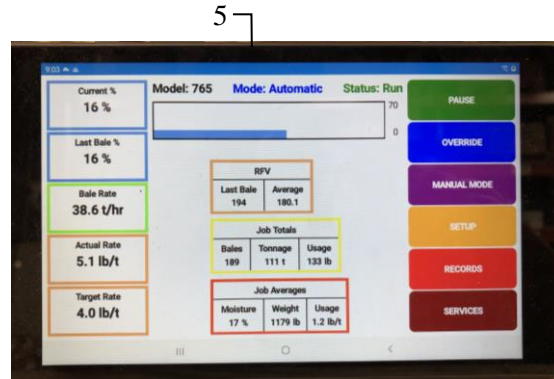 5
9:03
Model: 765 Mode: Automatic Status: Run
Current %
16 %
Last Bale %
16 %
Bale Rate
38.6 t/hr
Actual Rate
5.1 lb/t
Target Rate
4.0 lb/t
70
0
RFV
Last Bale Average
194 180.1
Job Totals
Bales Tonnage Usage
189 111 t 133 lb
Job Averages
Moisture Weight Usage
17 % 1179 lb 1.2 lb/t
PAUSE
OVERRIDE
MANUAL MODE
SETUP
RECORDS
SERVICES